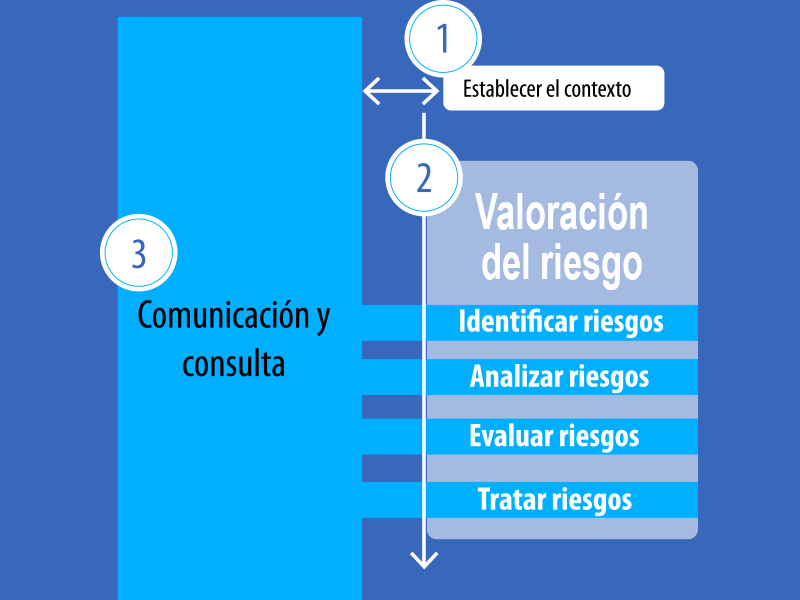 1
Establecer el contexto
2
Valoración
del riesgo
Identificar riesgos
Analizar riesgos
Evaluar riesgos
Tratar riesgos
3
Comunicación y
consulta